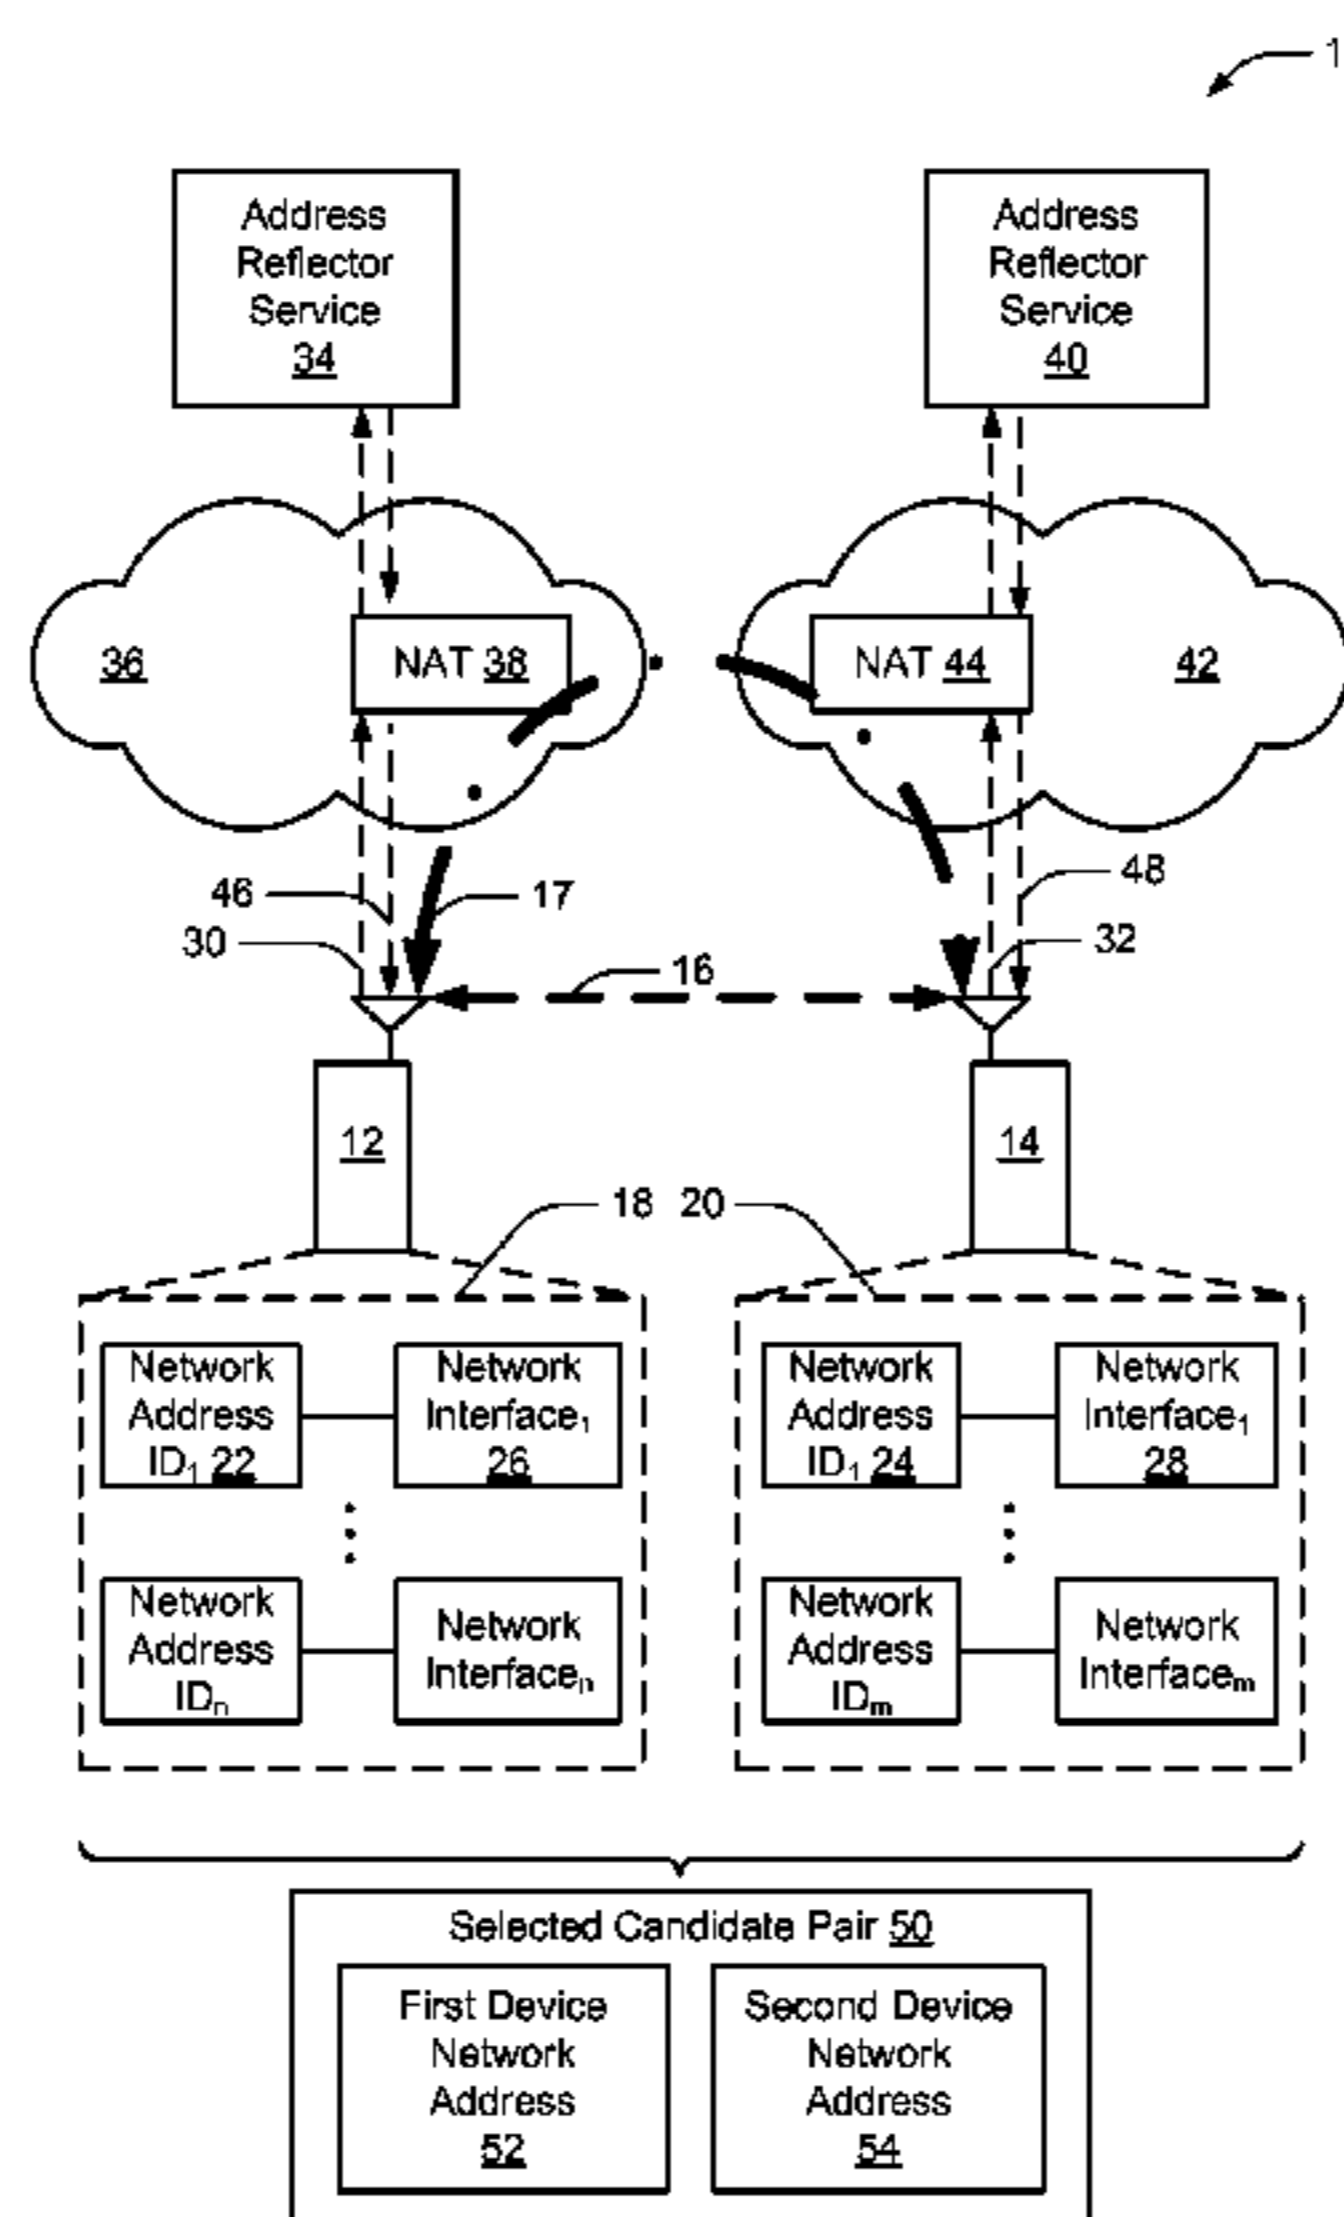 1
Address
Reflector
Service
34
Address
Reflector
Service
40
36
NAT 38
NAT 44
42
46
17
48
30
32
16
12
14
18 20
Network
Address
ID1 22
Network
Interface1
26
Network
Address
ID1 24
Network
Interface1
28
Network
Address
IDn
Network
Interfacen
Network
Address
IDm
Network
Interfacem
Selected Candidate Pair 50
First Device
Network
Address
52
Second Device
Network
Address
54